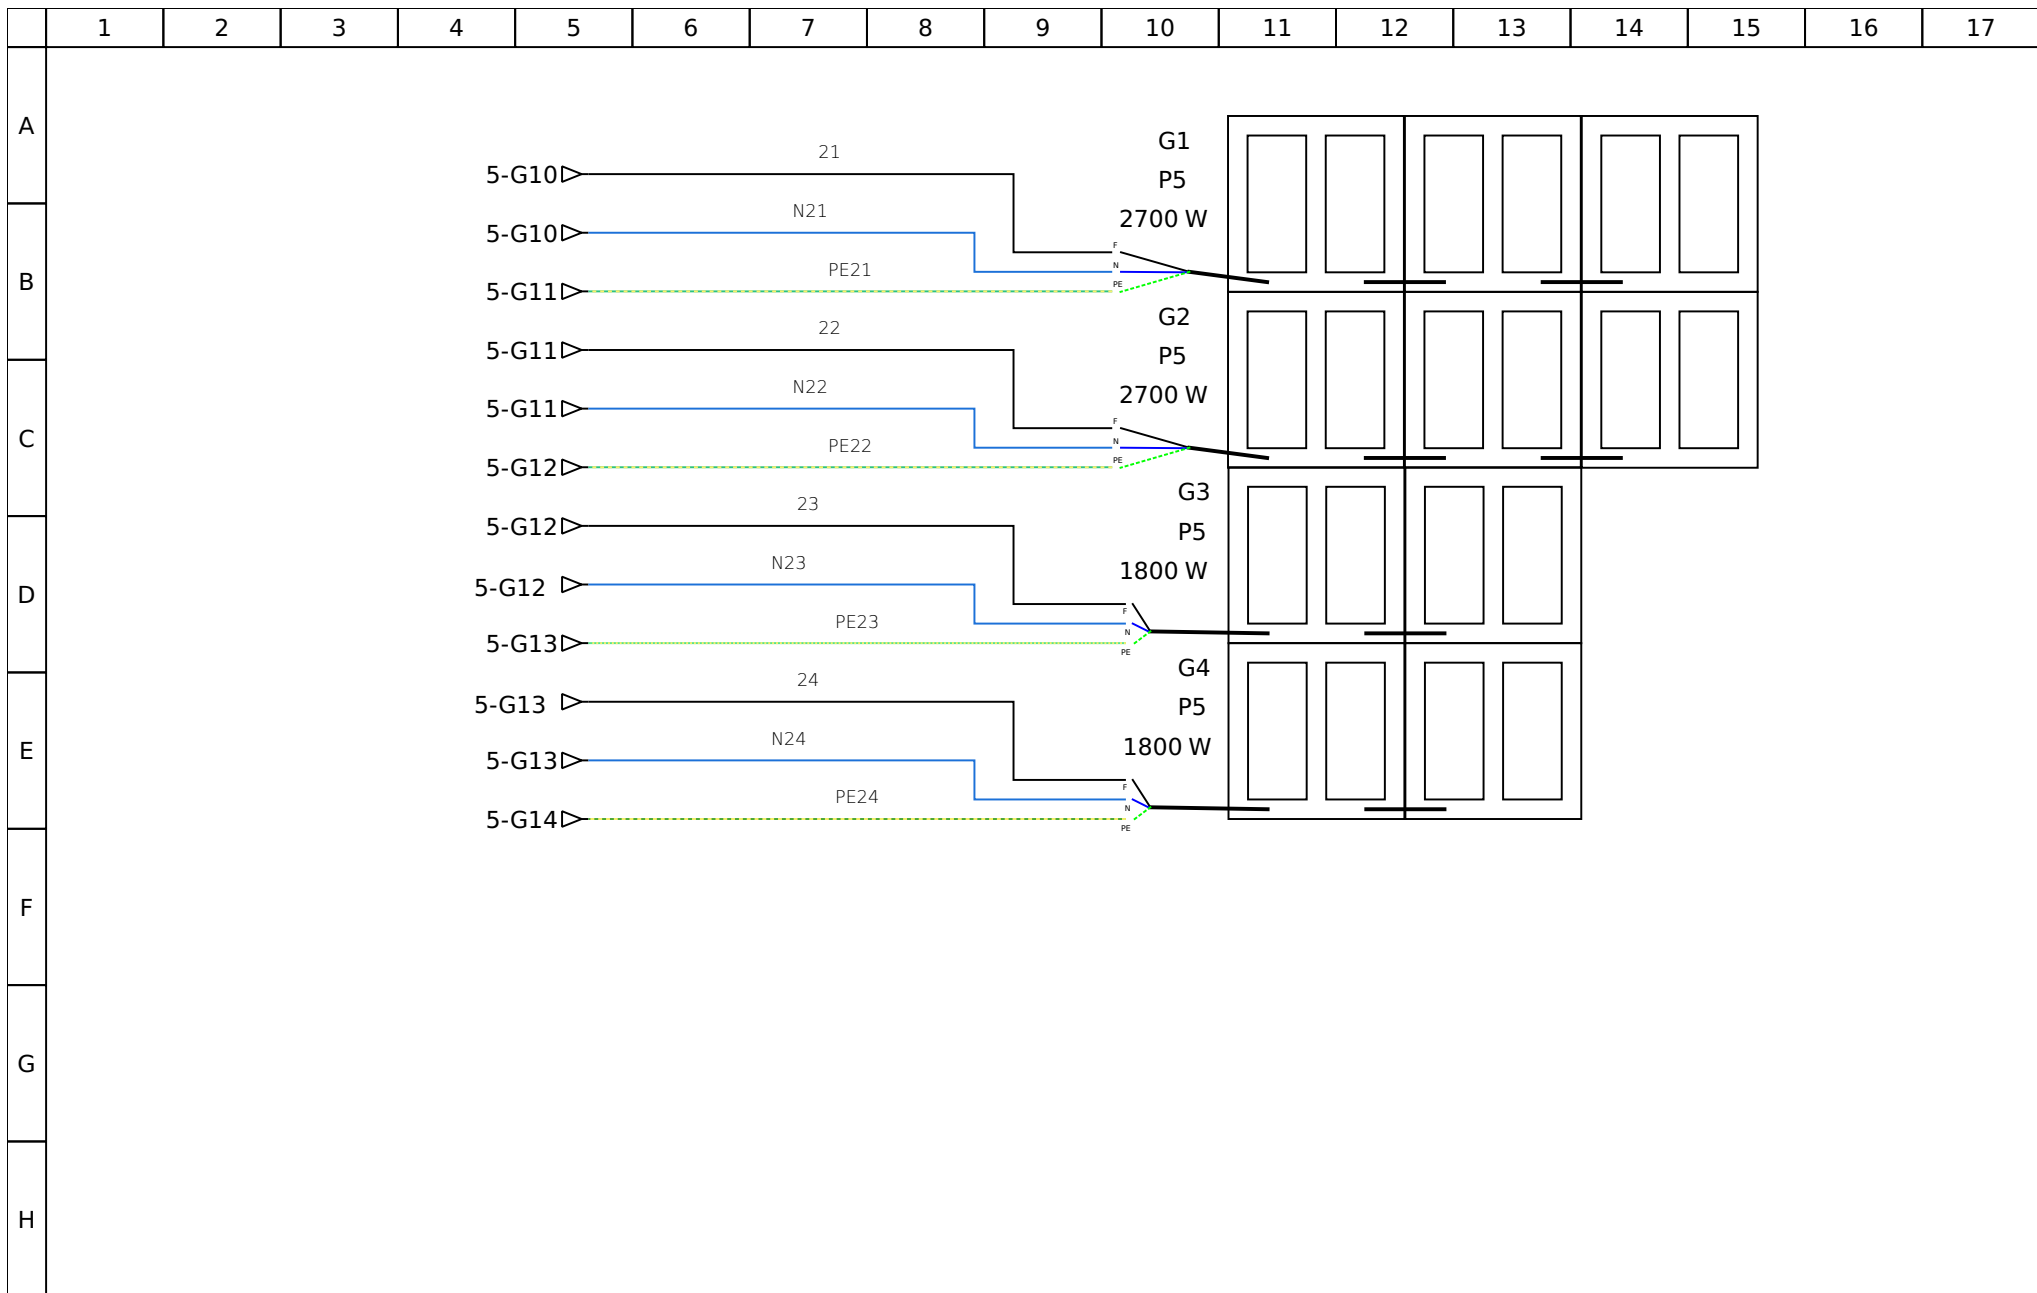 1 2 3 4 5 6 7 8 9 10 11 12 13 14 15 16 17
A
21
G1
5-G10
P5
N21
2700 W
5-G10
F
B
PE21
N
PE
5-G11
G2
22
5-G11
P5
N22
2700 W
5-G11
F
C
PE22
N
PE
5-G12
G3
23
5-G12
P5
N23
1800 W
5-G12
D
F
PE23
N
5-G13
PE
G4
24
5-G13
P5
N24
1800 W
E
5-G13
F
PE24
N
5-G14
PE
F
G
H